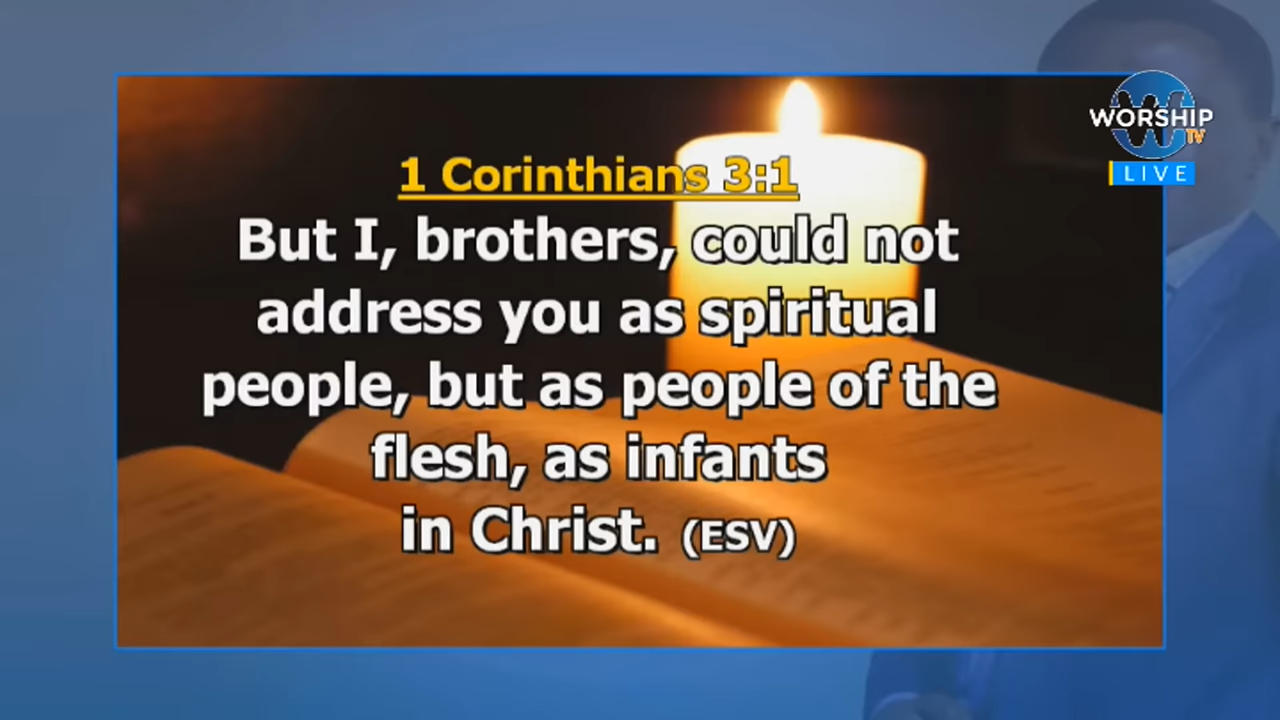 1 Corinthians 3:1
But I, brothers, could not
address you as spiritual
people, but as people of the
flesh, as infants
in Christ. (ESV)
W
WORSHIP
TV
LIVE